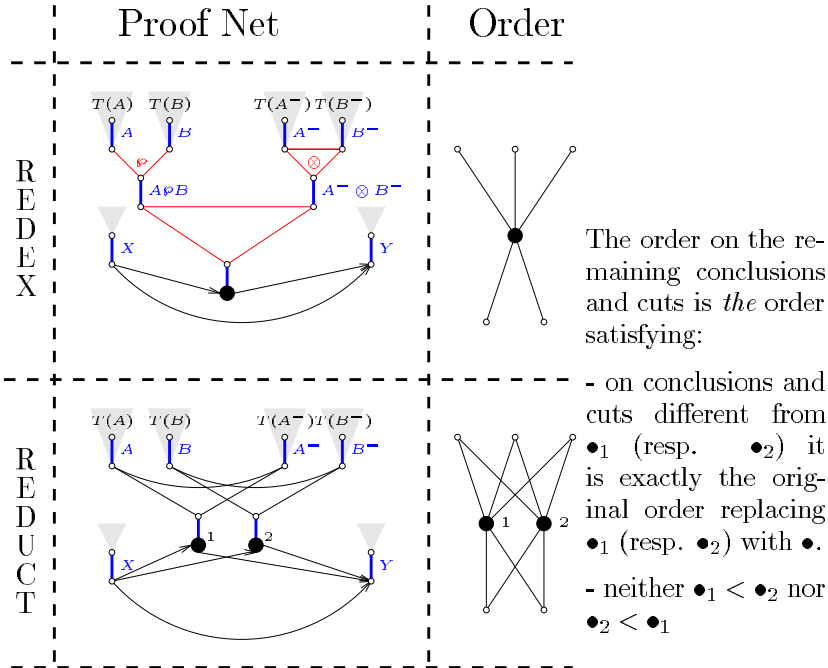 Proof Net Order
T(A) T(B) T(A⁻) T(B⁻)
A B A⁻ B⁻
℘ ⊗
A℘B A⁻ ⊗ B⁻
X Y
R
E
D
E
X
The order on the re-
maining conclusions
and cuts is the order
satisfying:
- on conclusions and
cuts different from
●₁ (resp. ●₂) it
is exactly the orig-
inal order replacing
●₁ (resp. ●₂) with ●.
- neither ●₁ < ●₂ nor
●₂ < ●₁
T(A) T(B) T(A⁻) T(B⁻)
A B A⁻ B⁻
1 2
X Y
1 2
R
E
D
U
C
T